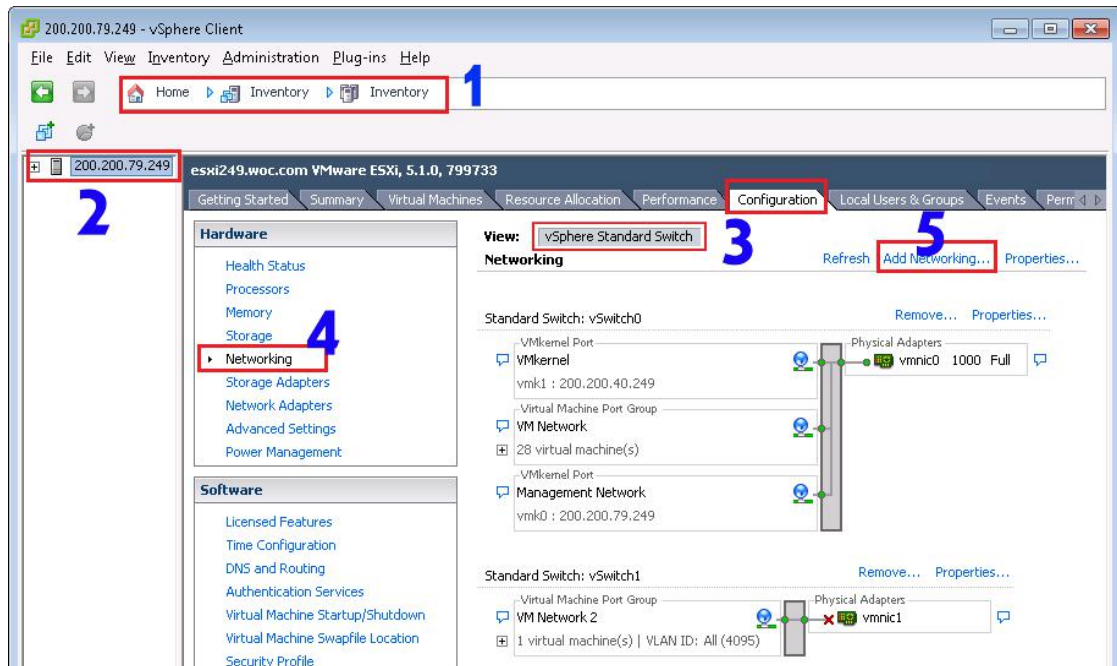 200.200.79.249 - vSphere Client
File Edit View Inventory Administration Plug-ins Help
Home Inventory Inventory
1
200.200.79.249
2
esxi249.woc.com VMware ESXi, 5.1.0, 799733
Getting Started Summary Virtual Machines Resource Allocation Performance Configuration Local Users & Groups Events Perm
Hardware
Health Status
Processors
Memory
Storage
Networking
Storage Adapters
Network Adapters
Advanced Settings
Power Management
4
Software
Licensed Features
Time Configuration
DNS and Routing
Authentication Services
Virtual Machine Startup/Shutdown
Virtual Machine Swapfile Location
Security Profile
View: vSphere Standard Switch
3
5
Networking
Refresh Add Networking... Properties...
Standard Switch: vSwitch0
Remove... Properties...
VMkernel Port
VMkernel
vmk1 : 200.200.40.249
Virtual Machine Port Group
VM Network
28 virtual machine(s)
VMkernel Port
Management Network
vmk0 : 200.200.79.249
Physical Adapters
vmnic0 1000 Full
Standard Switch: vSwitch1
Remove... Properties...
Virtual Machine Port Group
VM Network 2
1 virtual machine(s) | VLAN ID: All (4095)
Physical Adapters
vmnic1